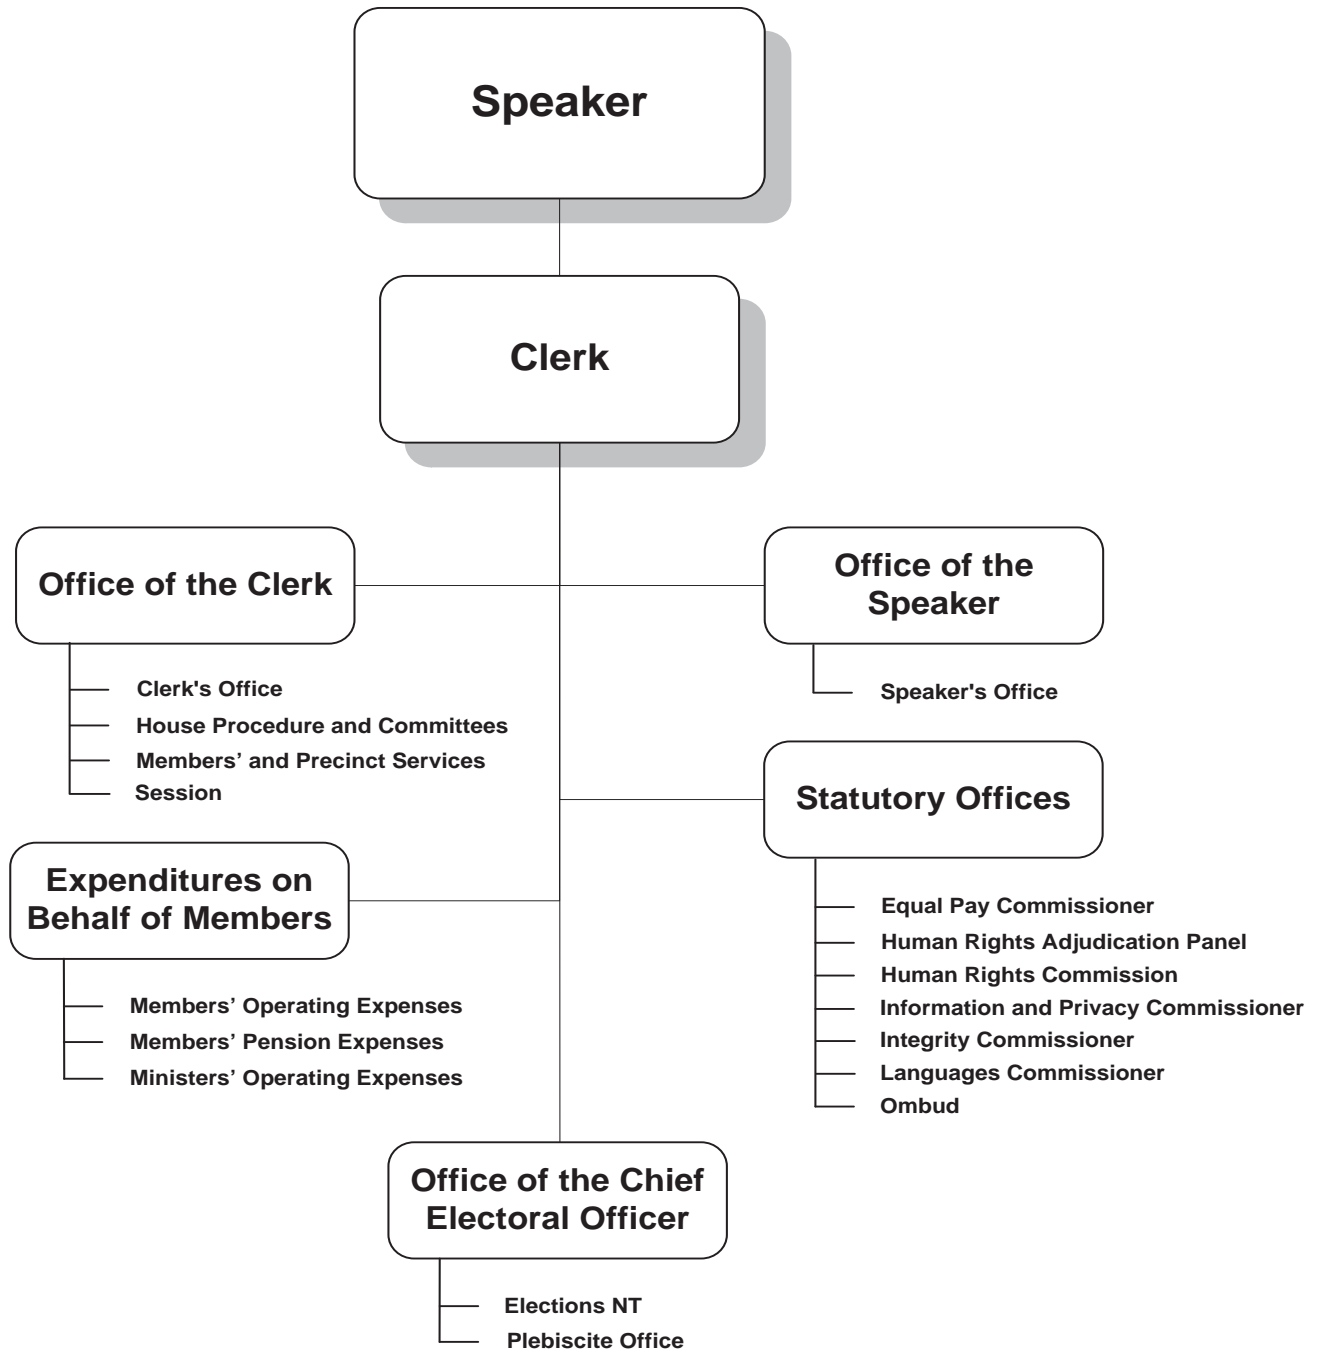 Speaker
Clerk
Office of the Clerk
Clerk's Office
House Procedure and Committees
Members’ and Precinct Services
Session
Office of the
Speaker
Speaker's Office
Statutory Offices
Equal Pay Commissioner
Human Rights Adjudication Panel
Human Rights Commission
Information and Privacy Commissioner
Integrity Commissioner
Languages Commissioner
Ombud
Expenditures on
Behalf of Members
Members’ Operating Expenses
Members’ Pension Expenses
Ministers’ Operating Expenses
Office of the Chief
Electoral Officer
Elections NT
Plebiscite Office